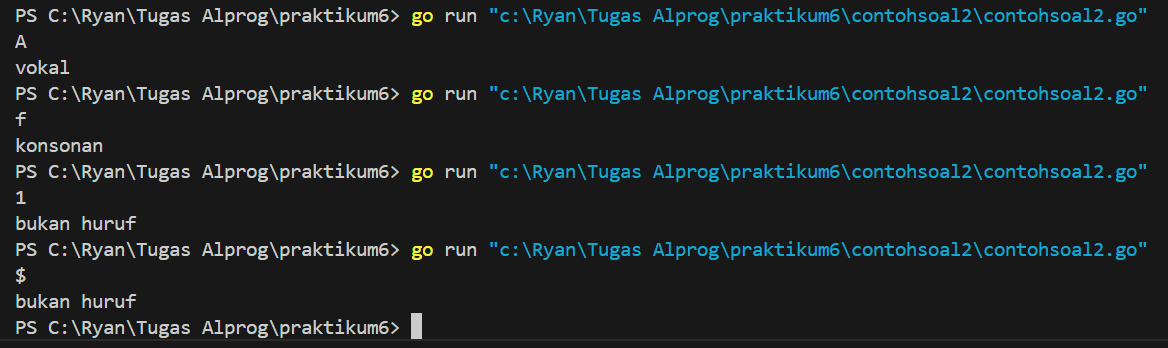 PS C:\Ryan\Tugas Alprog\praktikum6> go run "c:\Ryan\Tugas Alprog\praktikum6\contohsoal2\contohsoal2.go"
A
vokal
PS C:\Ryan\Tugas Alprog\praktikum6> go run "c:\Ryan\Tugas Alprog\praktikum6\contohsoal2\contohsoal2.go"
f
konsonan
PS C:\Ryan\Tugas Alprog\praktikum6> go run "c:\Ryan\Tugas Alprog\praktikum6\contohsoal2\contohsoal2.go"
1
bukan huruf
PS C:\Ryan\Tugas Alprog\praktikum6> go run "c:\Ryan\Tugas Alprog\praktikum6\contohsoal2\contohsoal2.go"
$
bukan huruf
PS C:\Ryan\Tugas Alprog\praktikum6>